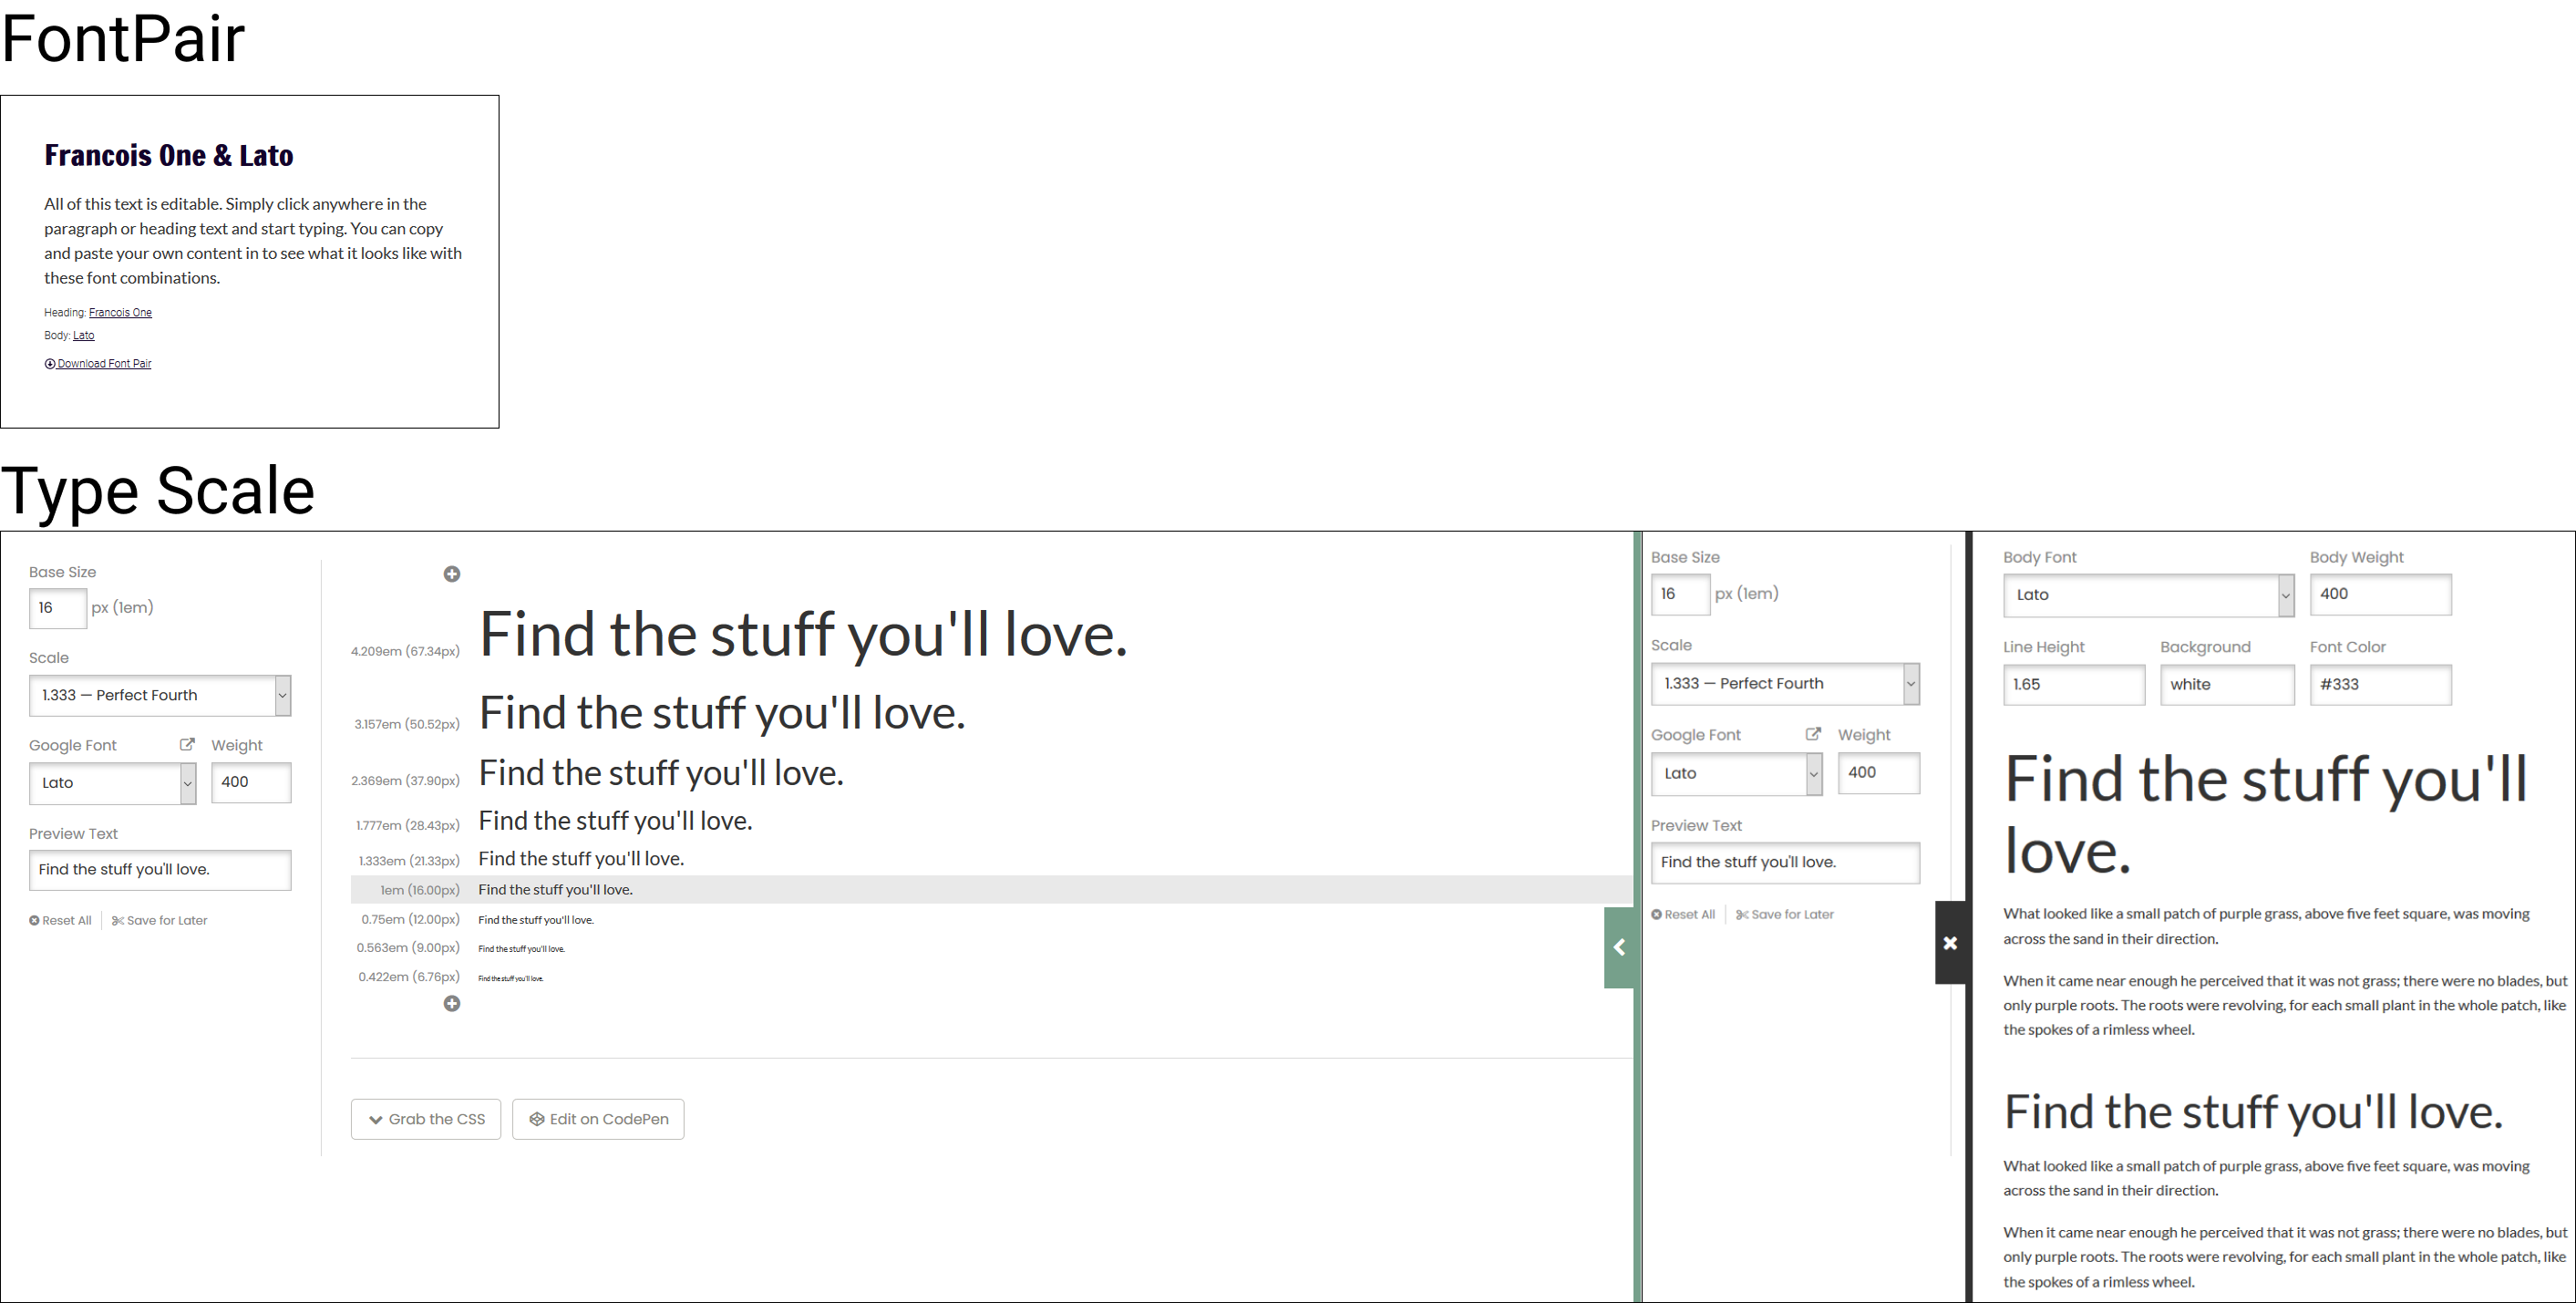 FontPair
Francois One & Lato
All of this text is editable. Simply click anywhere in the
paragraph or heading text and start typing. You can copy
and paste your own content in to see what it looks like with
these font combinations.
Heading: Francois One
Body: Lato
Download Font Pair
Type Scale
Base Size
16 px (1em)
Scale
1.333 — Perfect Fourth
Google Font Weight
Lato 400
Preview Text
Find the stuff you'll love.
Reset All Save for Later
4.209em (67.34px) Find the stuff you'll love.
3.157em (50.52px) Find the stuff you'll love.
2.369em (37.90px) Find the stuff you'll love.
1.777em (28.43px) Find the stuff you'll love.
1.333em (21.33px) Find the stuff you'll love.
1em (16.00px) Find the stuff you'll love.
0.75em (12.00px) Find the stuff you'll love.
0.563em (9.00px) Find the stuff you'll love.
0.422em (6.76px) Find the stuff you'll love.
Grab the CSS Edit on CodePen
Base Size
16 px (1em)
Scale
1.333 — Perfect Fourth
Google Font Weight
Lato 400
Preview Text
Find the stuff you'll love.
Reset All Save for Later
Body Font Body Weight
Lato 400
Line Height Background Font Color
1.65 white #333
Find the stuff you'll
love.
What looked like a small patch of purple grass, above five feet square, was moving
across the sand in their direction.
When it came near enough he perceived that it was not grass; there were no blades, but
only purple roots. The roots were revolving, for each small plant in the whole patch, like
the spokes of a rimless wheel.
Find the stuff you'll love.
What looked like a small patch of purple grass, above five feet square, was moving
across the sand in their direction.
When it came near enough he perceived that it was not grass; there were no blades, but
only purple roots. The roots were revolving, for each small plant in the whole patch, like
the spokes of a rimless wheel.